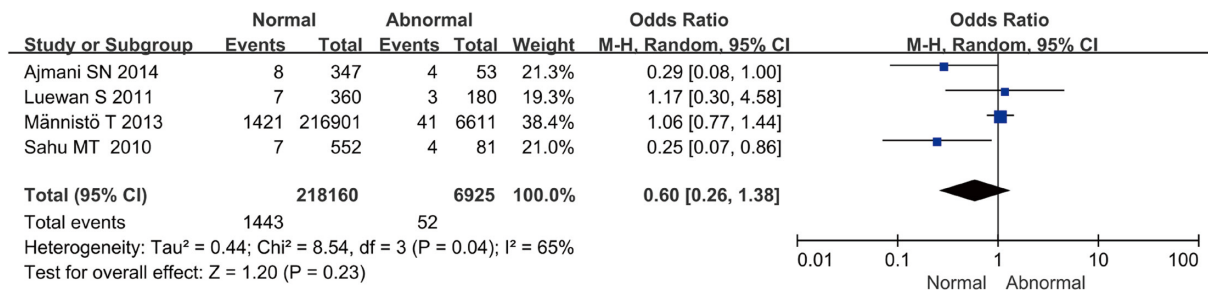 Normal Abnormal Odds Ratio Odds Ratio
Study or Subgroup Events Total Events Total Weight M-H, Random, 95% CI M-H, Random, 95% CI
Ajmani SN 2014 8 347 4 53 21.3% 0.29 [0.08, 1.00]
Luewan S 2011 7 360 3 180 19.3% 1.17 [0.30, 4.58]
Männistö T 2013 1421 216901 41 6611 38.4% 1.06 [0.77, 1.44]
Sahu MT 2010 7 552 4 81 21.0% 0.25 [0.07, 0.86]
Total (95% CI) 218160 6925 100.0% 0.60 [0.26, 1.38]
Total events 1443 52
Heterogeneity: Tau² = 0.44; Chi² = 8.54, df = 3 (P = 0.04); I² = 65%
Test for overall effect: Z = 1.20 (P = 0.23)
0.01 0.1 1 10 100
Normal Abnormal